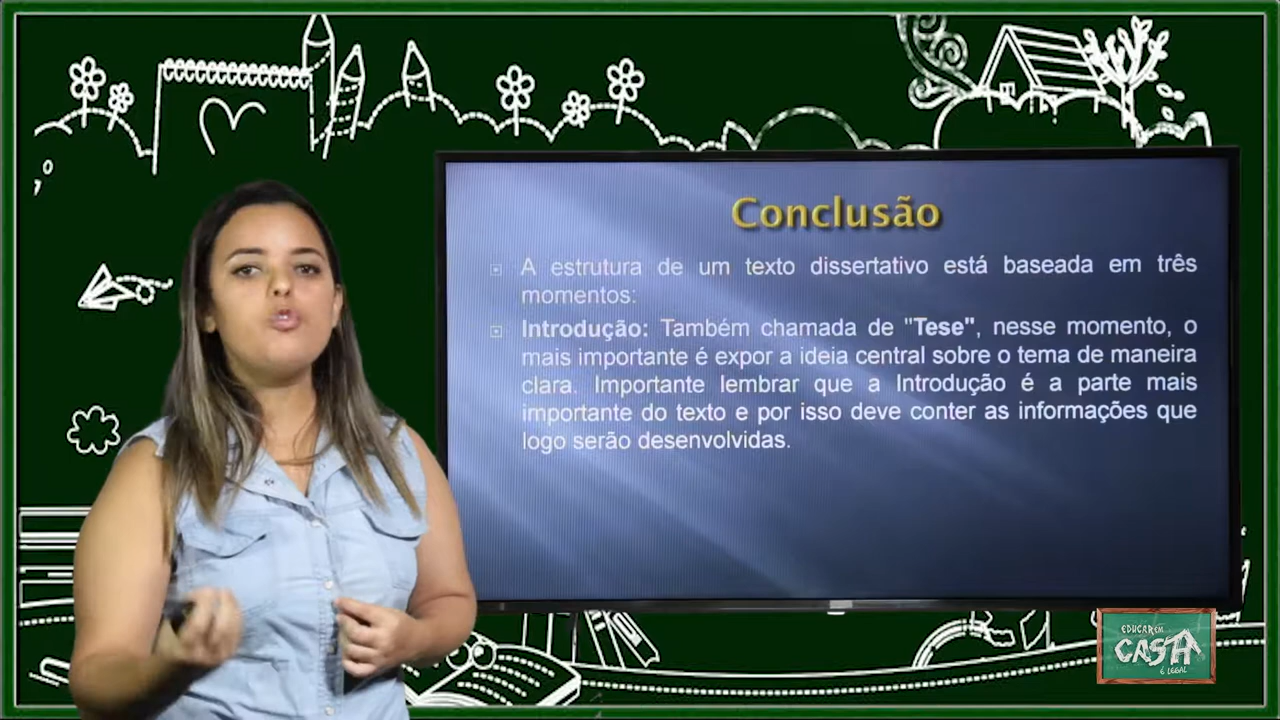 Conclusão
A estrutura de um texto dissertativo está baseada em três
momentos:
Introdução: Também chamada de "Tese", nesse momento, o
mais importante é expor a ideia central sobre o tema de maneira
clara. Importante lembrar que a Introdução é a parte mais
importante do texto e por isso deve conter as informações que
logo serão desenvolvidas.
EDUCAR EM
CASA
É LEGAL